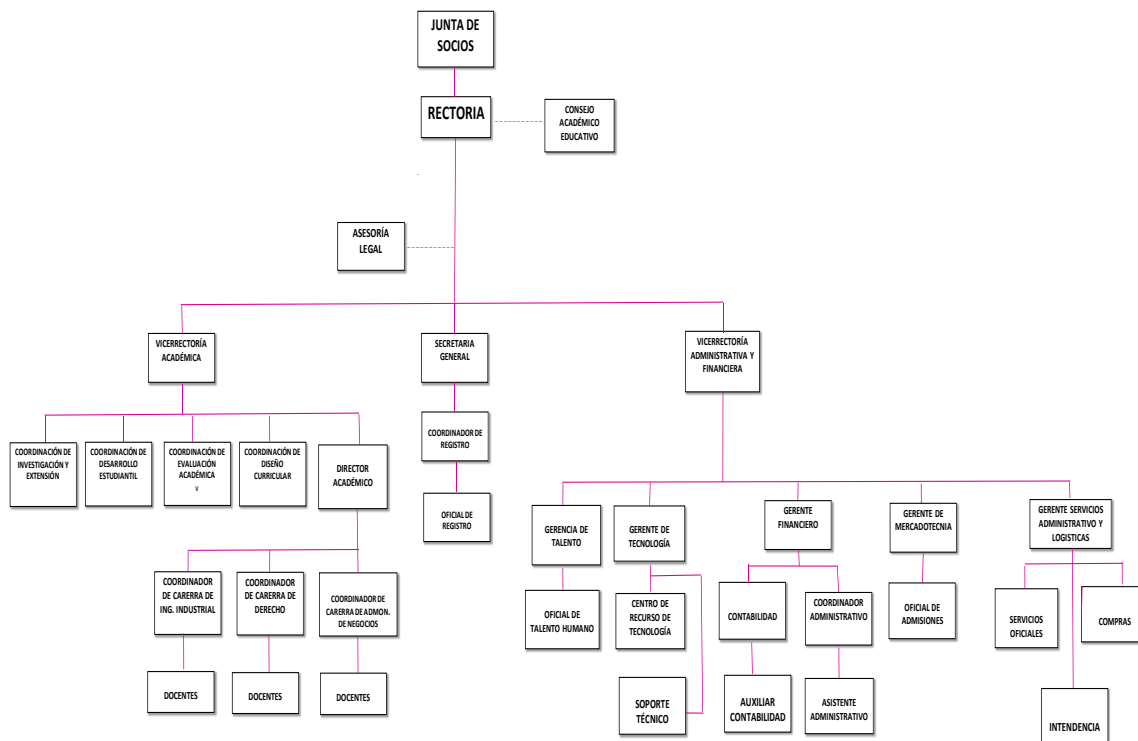 JUNTA DE
SOCIOS
RECTORIA
CONSEJO
ACADÉMICO
EDUCATIVO
ASESORÍA
LEGAL
VICERRECTORÍA
ACADÉMICA
SECRETARIA
GENERAL
VICERRECTORÍA
ADMINISTRATIVA Y
FINANCIERA
COORDINACIÓN DE
INVESTIGACIÓN Y
EXTENSIÓN
COORDINACIÓN DE
DESARROLLO
ESTUDIANTIL
COORDINACIÓN DE
EVALUACIÓN
ACADÉMICA
V
COORDINACIÓN DE
DISEÑO
CURRICULAR
DIRECTOR
ACADÉMICO
COORDINADOR DE
REGISTRO
OFICIAL DE
REGISTRO
GERENCIA DE
TALENTO
GERENTE DE
TECNOLOGÍA
GERENTE
FINANCIERO
GERENTE DE
MERCADOTECNIA
GERENTE SERVICIOS
ADMINISTRATIVO Y
LOGISTICAS
COORDINADOR
DE CARERRA DE
ING. INDUSTRIAL
COORDINADOR
DE CARERRA DE
DERECHO
COORDINADOR DE
CARERRA DE ADMON.
DE NEGOCIOS
OFICIAL DE
TALENTO HUMANO
CENTRO DE
RECURSO DE
TECNOLOGÍA
CONTABILIDAD
COORDINADOR
ADMINISTRATIVO
OFICIAL DE
ADMISIONES
SERVICIOS
OFICIALES
COMPRAS
DOCENTES
DOCENTES
DOCENTES
SOPORTE
TÉCNICO
AUXILIAR
CONTABILIDAD
ASISTENTE
ADMINISTRATIVO
INTENDENCIA